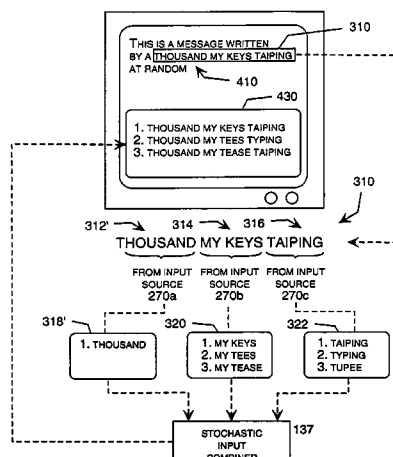 310
THIS IS A MESSAGE WRITTEN
BY A THOUSAND MY KEYS TAIPING
AT RANDOM
410
430
1. THOUSAND MY KEYS TAIPING
2. THOUSAND MY TEES TYPING
3. THOUSAND MY TEASE TAIPING
312' 314 316 310
THOUSAND MY KEYS TAIPING
FROM INPUT SOURCE 270a
FROM INPUT SOURCE 270b
FROM INPUT SOURCE 270c
318' 320 322
1. THOUSAND
1. MY KEYS
2. MY TEES
3. MY TEASE
1. TAIPING
2. TYPING
3. TUPEE
137
STOCHASTIC
INPUT
COMBINER